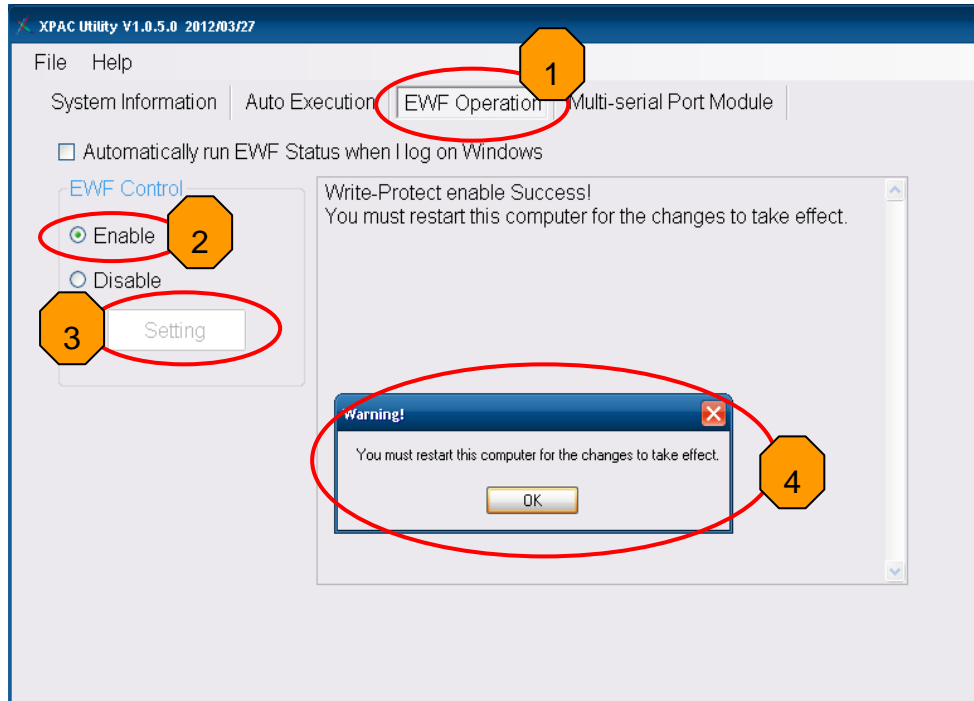 XPAC Utility V1.0.5.0 2012/03/27
File Help
1
System Information Auto Execution EWF Operation Multi-serial Port Module
Automatically run EWF Status when I log on Windows
EWF Control
Enable
2
Disable
3
Setting
Write-Protect enable Success!
You must restart this computer for the changes to take effect.
Warning!
You must restart this computer for the changes to take effect.
OK
4